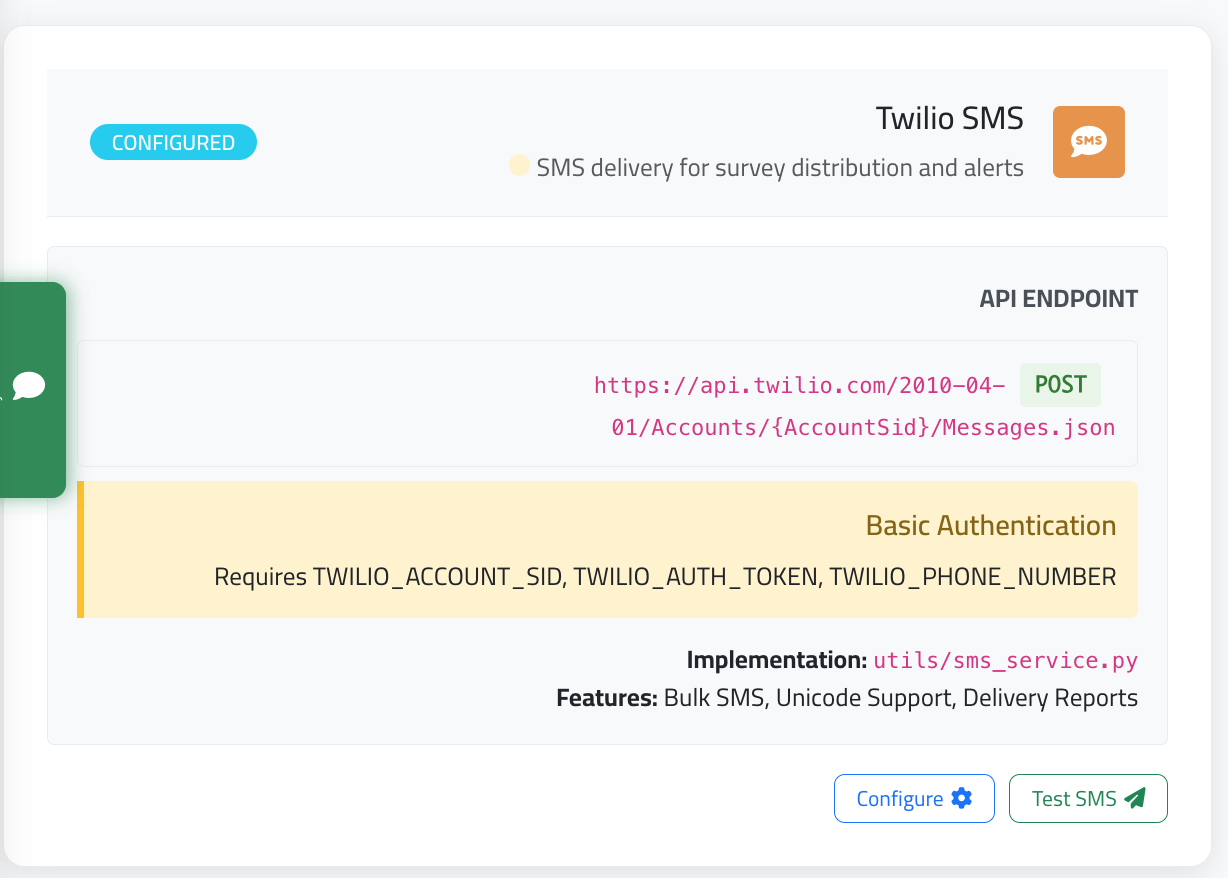 Twilio SMS
SMS
CONFIGURED
SMS delivery for survey distribution and alerts
API ENDPOINT
POST https://api.twilio.com/2010-04-
01/Accounts/{AccountSid}/Messages.json
Basic Authentication
Requires TWILIO_ACCOUNT_SID, TWILIO_AUTH_TOKEN, TWILIO_PHONE_NUMBER
Implementation: utils/sms_service.py
Features: Bulk SMS, Unicode Support, Delivery Reports
Test SMS
Configure